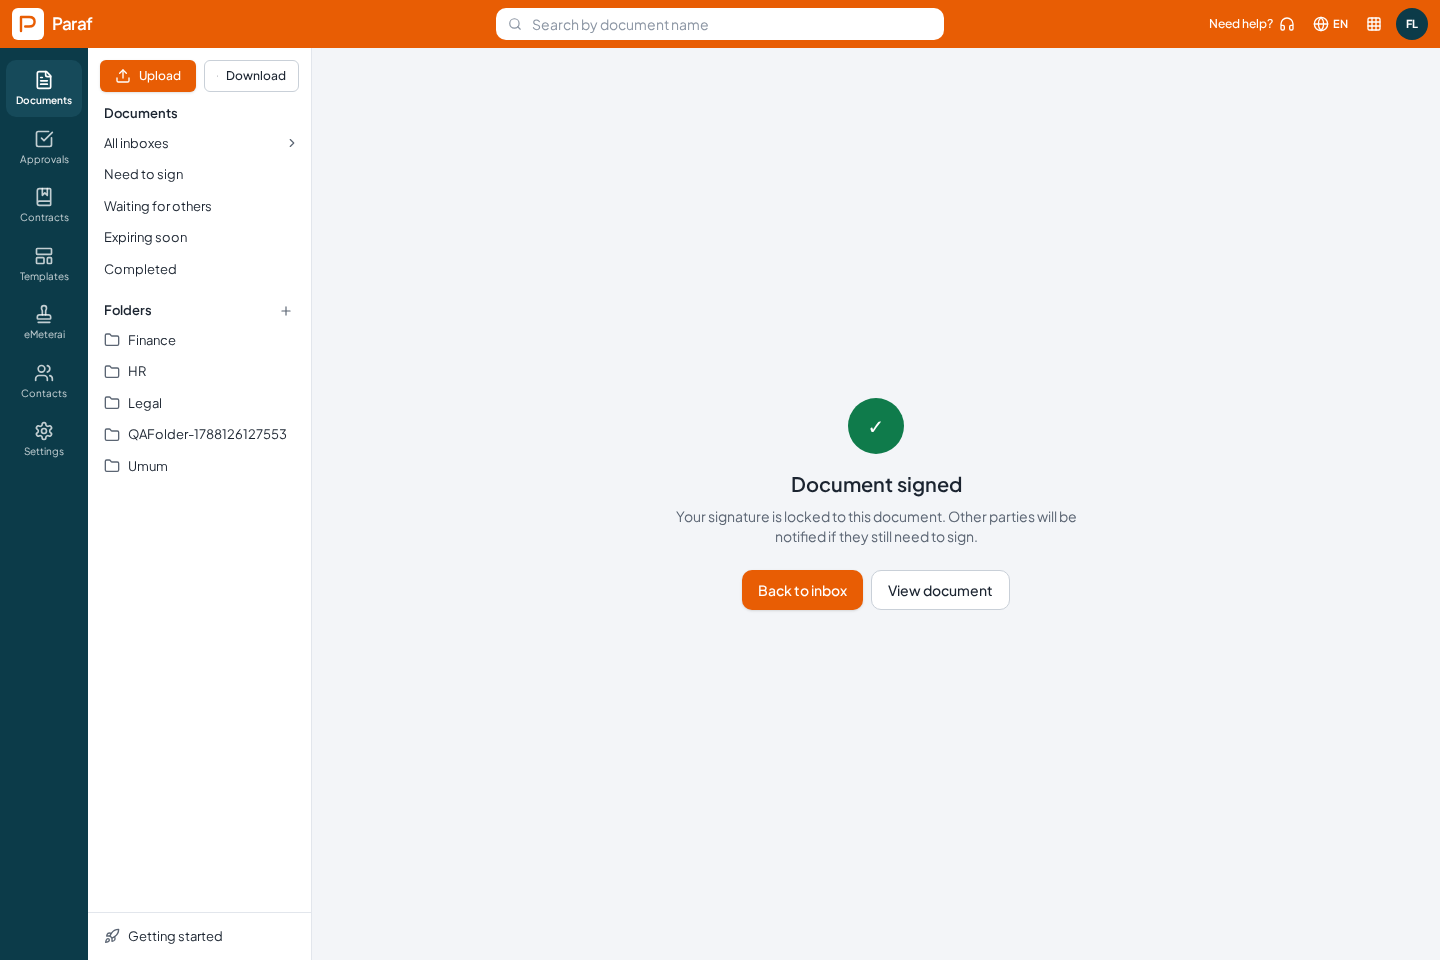 Paraf
Search by document name
Need help?
EN
FL
Documents
Approvals
Contracts
Templates
eMeterai
Contacts
Settings
Upload
Download
Documents
All inboxes
Need to sign
Waiting for others
Expiring soon
Completed
Folders
Finance
HR
Legal
QAFolder-1788126127553
Umum
Getting started
Document signed
Your signature is locked to this document. Other parties will be
notified if they still need to sign.
Back to inbox
View document